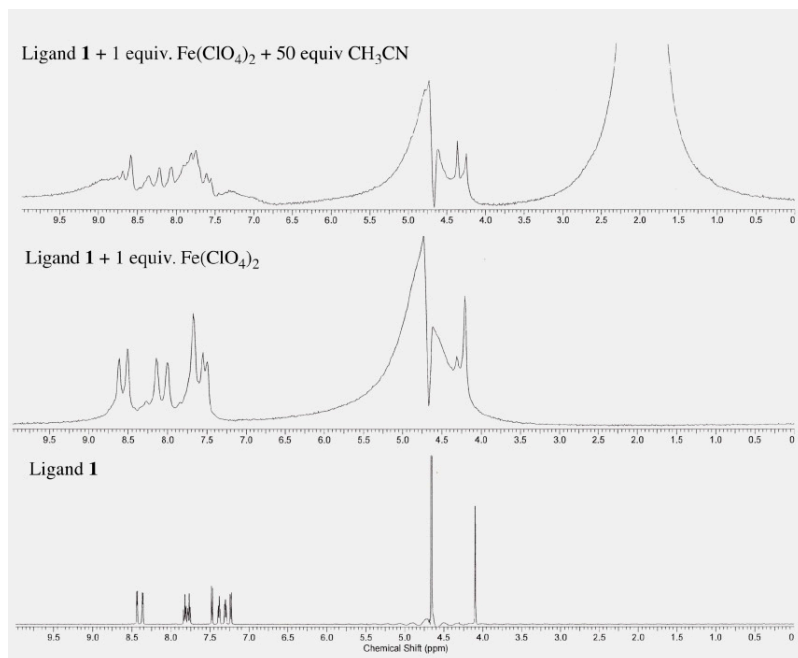 Ligand 1 + 1 equiv. Fe(ClO4)2 + 50 equiv CH3CN
9.5 9.0 8.5 8.0 7.5 7.0 6.5 6.0 5.5 5.0 4.5 4.0 3.5 3.0 2.5 2.0 1.5 1.0 0.5 0
Ligand 1 + 1 equiv. Fe(ClO4)2
9.5 9.0 8.5 8.0 7.5 7.0 6.5 6.0 5.5 5.0 4.5 4.0 3.5 3.0 2.5 2.0 1.5 1.0 0.5 0
Ligand 1
9.5 9.0 8.5 8.0 7.5 7.0 6.5 6.0 5.5 5.0 4.5 4.0 3.5 3.0 2.5 2.0 1.5 1.0 0.5 0
Chemical Shift (ppm)